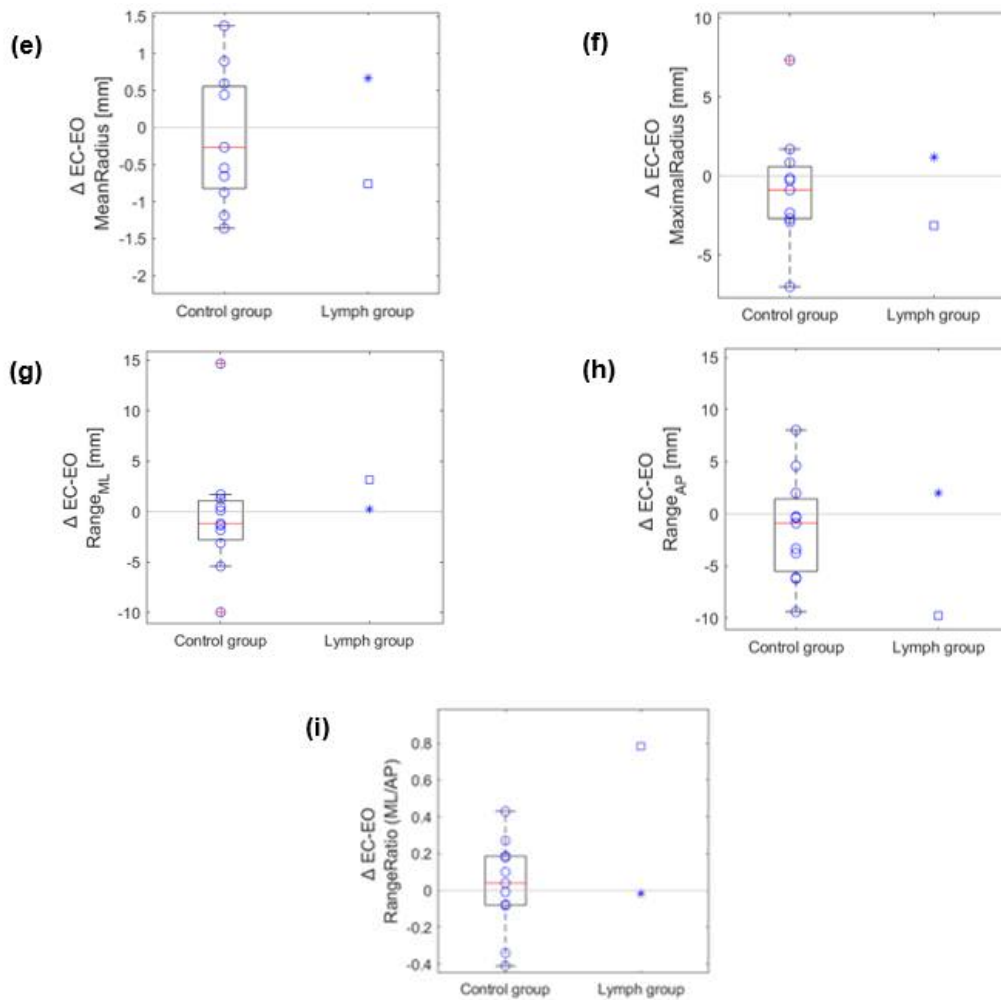 (e)
Δ EC-EO
MeanRadius [mm]
1.5
1
0.5
0
-0.5
-1
-1.5
-2
Control group
Lymph group
(f)
Δ EC-EO
MaximalRadius [mm]
10
5
0
-5
Control group
Lymph group
(g)
Δ EC-EO
Range_ML [mm]
15
10
5
0
-5
-10
Control group
Lymph group
(h)
Δ EC-EO
Range_AP [mm]
15
10
5
0
-5
-10
Control group
Lymph group
(i)
Δ EC-EO
RangeRatio (ML/AP)
0.8
0.6
0.4
0.2
0
-0.2
-0.4
Control group
Lymph group